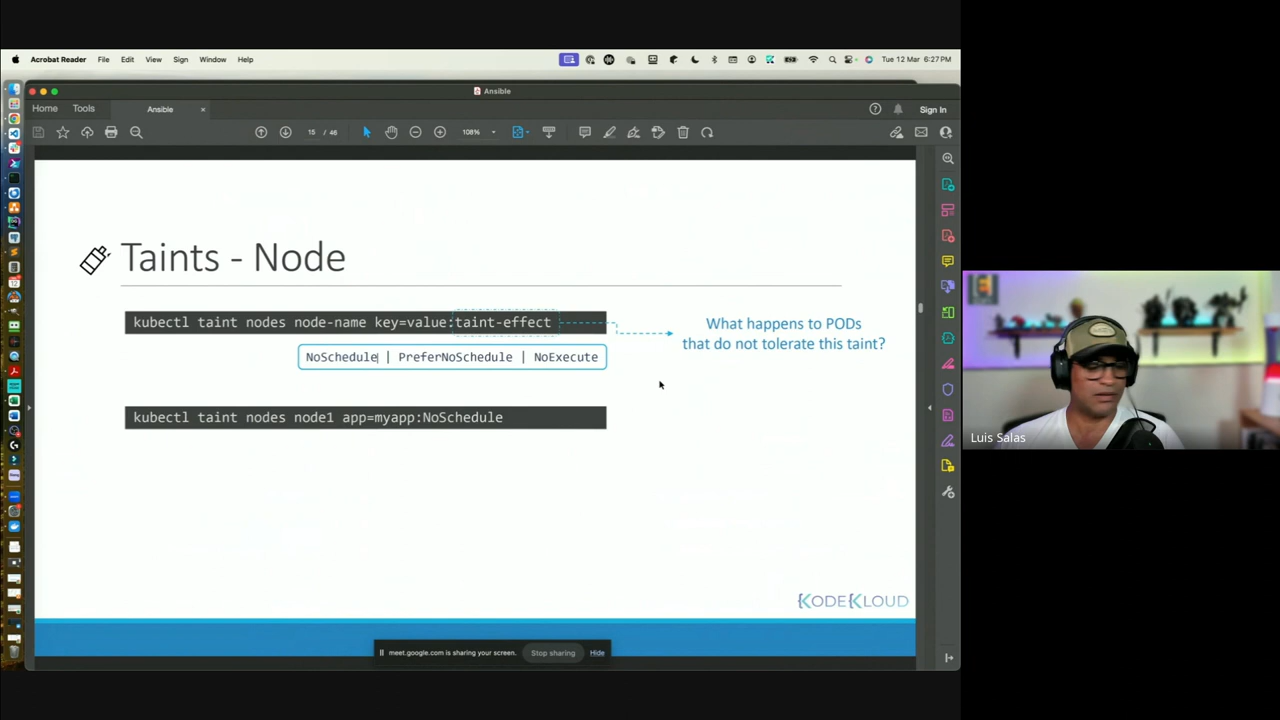 Acrobat Reader File Edit View Sign Window Help
Tue 12 Mar 6:27PM
Ansible
Home Tools Ansible ×
Sign In
15 / 46
108%
Taints - Node
kubectl taint nodes node-name key=value:taint-effect
What happens to PODs
that do not tolerate this taint?
NoSchedule | PreferNoSchedule | NoExecute
kubectl taint nodes node1 app=myapp:NoSchedule
Luis Salas
KODEKLOUD
meet.google.com is sharing your screen. Stop sharing Hide